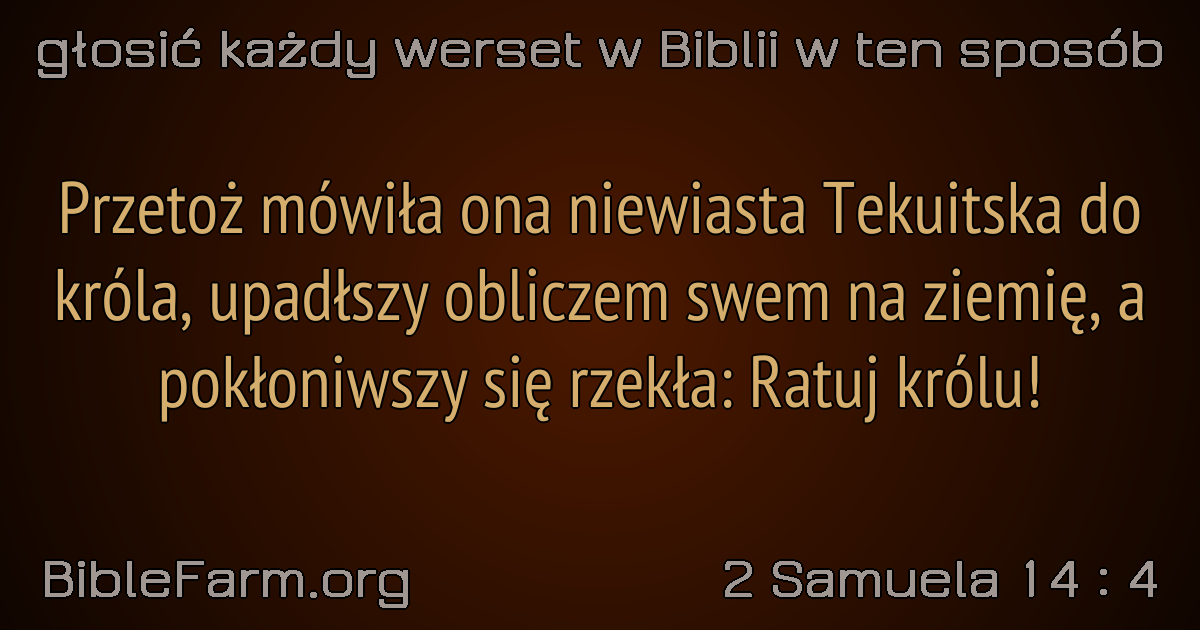 głosić każdy werset w Biblii w ten sposób
Przetoż mówiła ona niewiasta Tekuitska do
króla, upadłszy obliczem swem na ziemię, a
pokłoniwszy się rzekła: Ratuj królu!
BibleFarm.org
2 Samuela 14 : 4